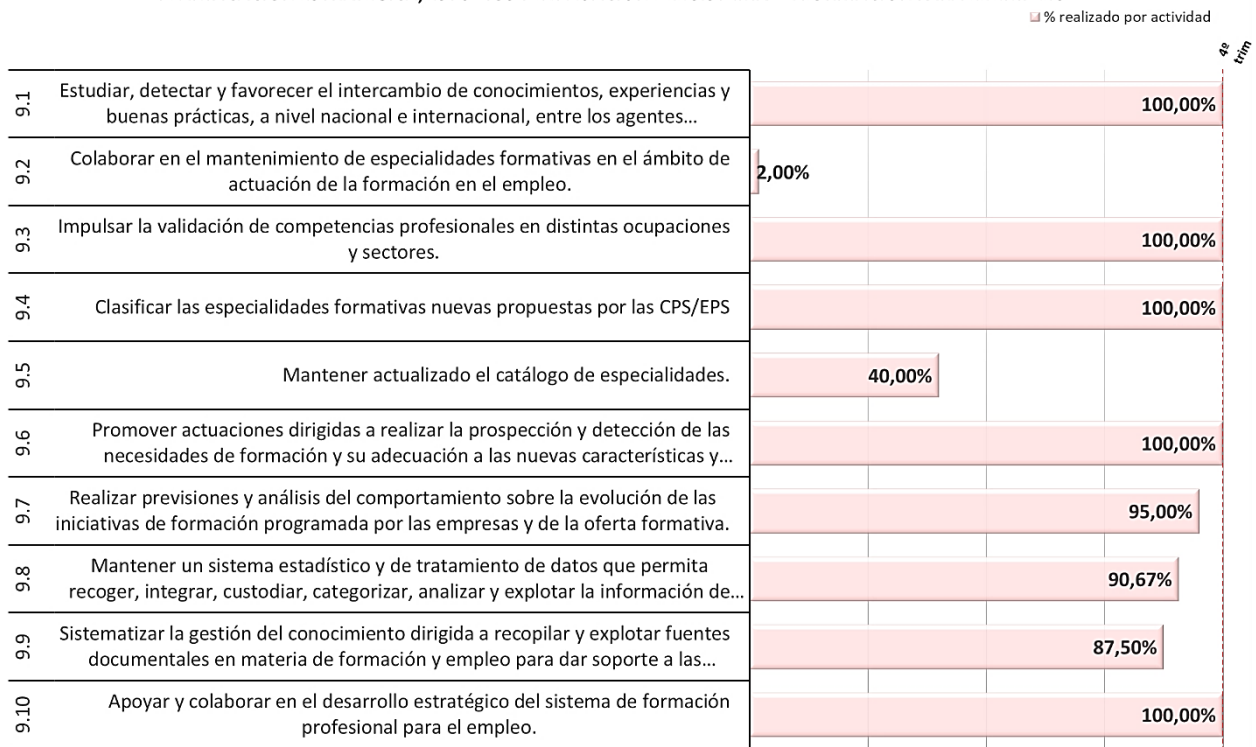 % realizado por actividad
4º
trim
9.1
Estudiar, detectar y favorecer el intercambio de conocimientos, experiencias y
buenas prácticas, a nivel nacional e internacional, entre los agentes...
100,00%
9.2
Colaborar en el mantenimiento de especialidades formativas en el ámbito de
actuación de la formación en el empleo.
2,00%
9.3
Impulsar la validación de competencias profesionales en distintas ocupaciones
y sectores.
100,00%
9.4
Clasificar las especialidades formativas nuevas propuestas por las CPS/EPS
100,00%
9.5
Mantener actualizado el catálogo de especialidades.
40,00%
9.6
Promover actuaciones dirigidas a realizar la prospección y detección de las
necesidades de formación y su adecuación a las nuevas características y...
100,00%
9.7
Realizar previsiones y análisis del comportamiento sobre la evolución de las
iniciativas de formación programada por las empresas y de la oferta formativa.
95,00%
9.8
Mantener un sistema estadístico y de tratamiento de datos que permita
recoger, integrar, custodiar, categorizar, analizar y explotar la información de...
90,67%
9.9
Sistematizar la gestión del conocimiento dirigida a recopilar y explotar fuentes
documentales en materia de formación y empleo para dar soporte a las...
87,50%
9.10
Apoyar y colaborar en el desarrollo estratégico del sistema de formación
profesional para el empleo.
100,00%